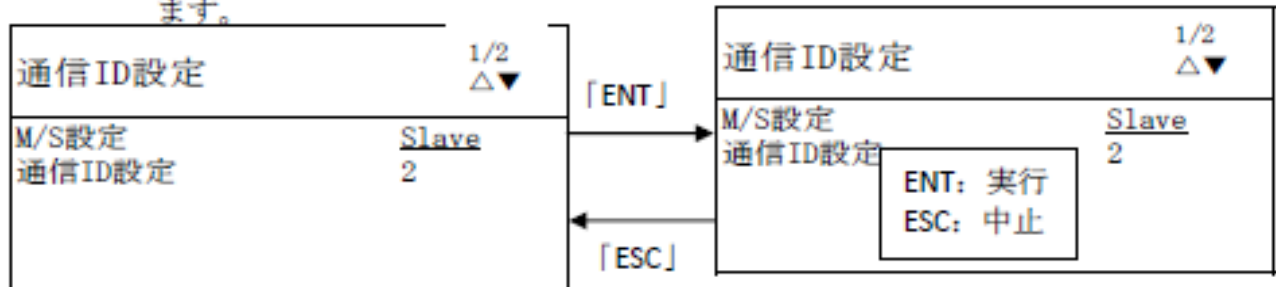 ます。
通信ID設定
1/2
△▼
M/S設定 Slave
通信ID設定 2
「ENT」
「ESC」
通信ID設定
1/2
△▼
M/S設定 Slave
通信ID設定 2
ENT: 実行
ESC: 中止